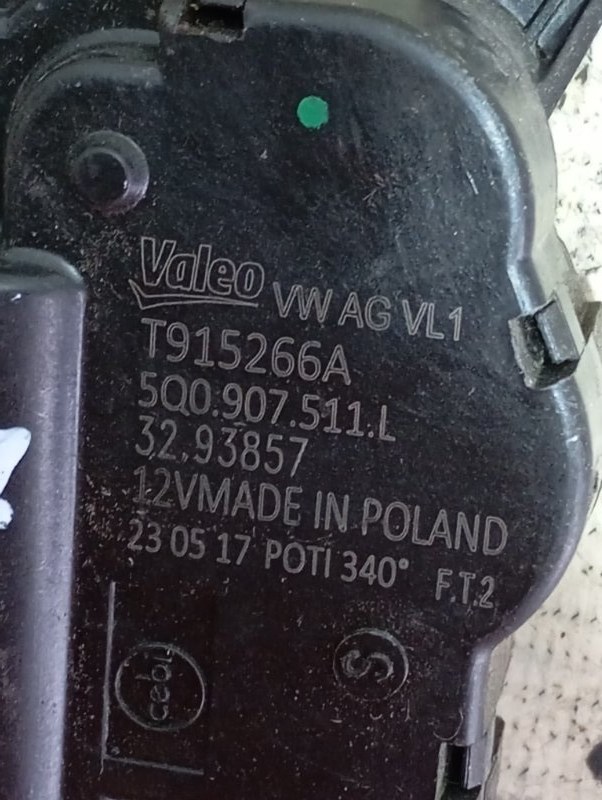 Valeo VW AG VL1
T915266A
5Q0.907.511.L
32.93857
12VMADE IN POLAND
23 05 17 POTI 340° F.T.2
cebi
S